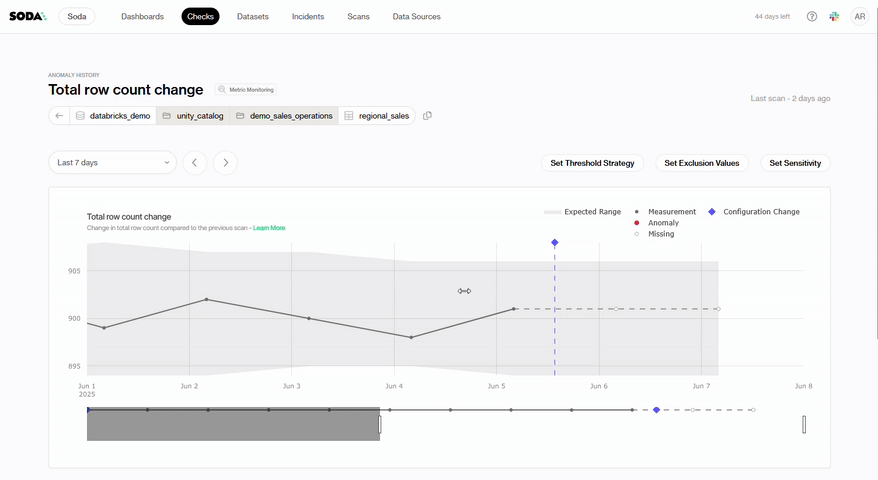 SODA Soda Dashboards Checks Datasets Incidents Scans Data Sources 44 days left ? AR
ANOMALY HISTORY
Total row count change Metric Monitoring
Last scan - 2 days ago
databricks_demo unity_catalog demo_sales_operations regional_sales
Last 7 days Set Threshold Strategy Set Exclusion Values Set Sensitivity
Expected Range Measurement Configuration Change
Total row count change
Anomaly
Change in total row count compared to the previous scan - Learn More
Missing
905
900
895
Jun 1 Jun 2 Jun 3 Jun 4 Jun 5 Jun 6 Jun 7 Jun 8
2025